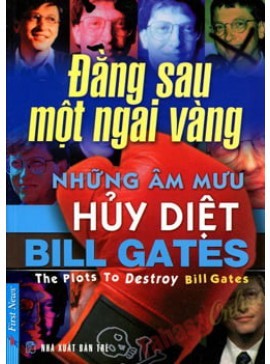 Đằng sau
một ngai vàng
NHỮNG ÂM MƯU
HỦY DIỆT
BILL GATES
The Plots To Destroy Bill Gates
First News
NHÀ XUẤT BẢN TRẺ